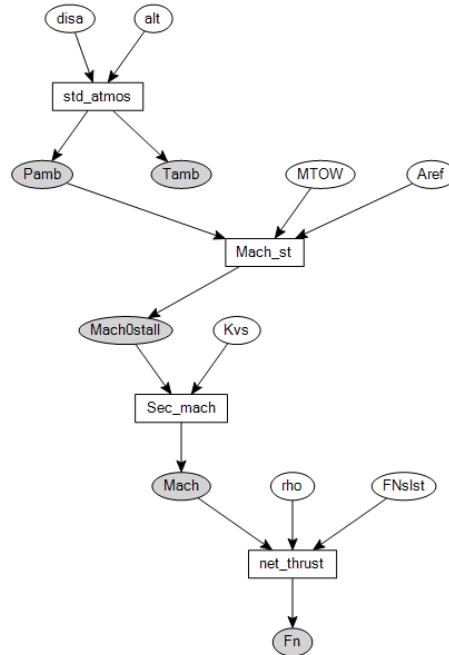 disa
alt
std_atmos
Pamb
Tamb
MTOW
Aref
Mach_st
Mach0stall
Kvs
Sec_mach
Mach
rho
FNslst
net_thrust
Fn